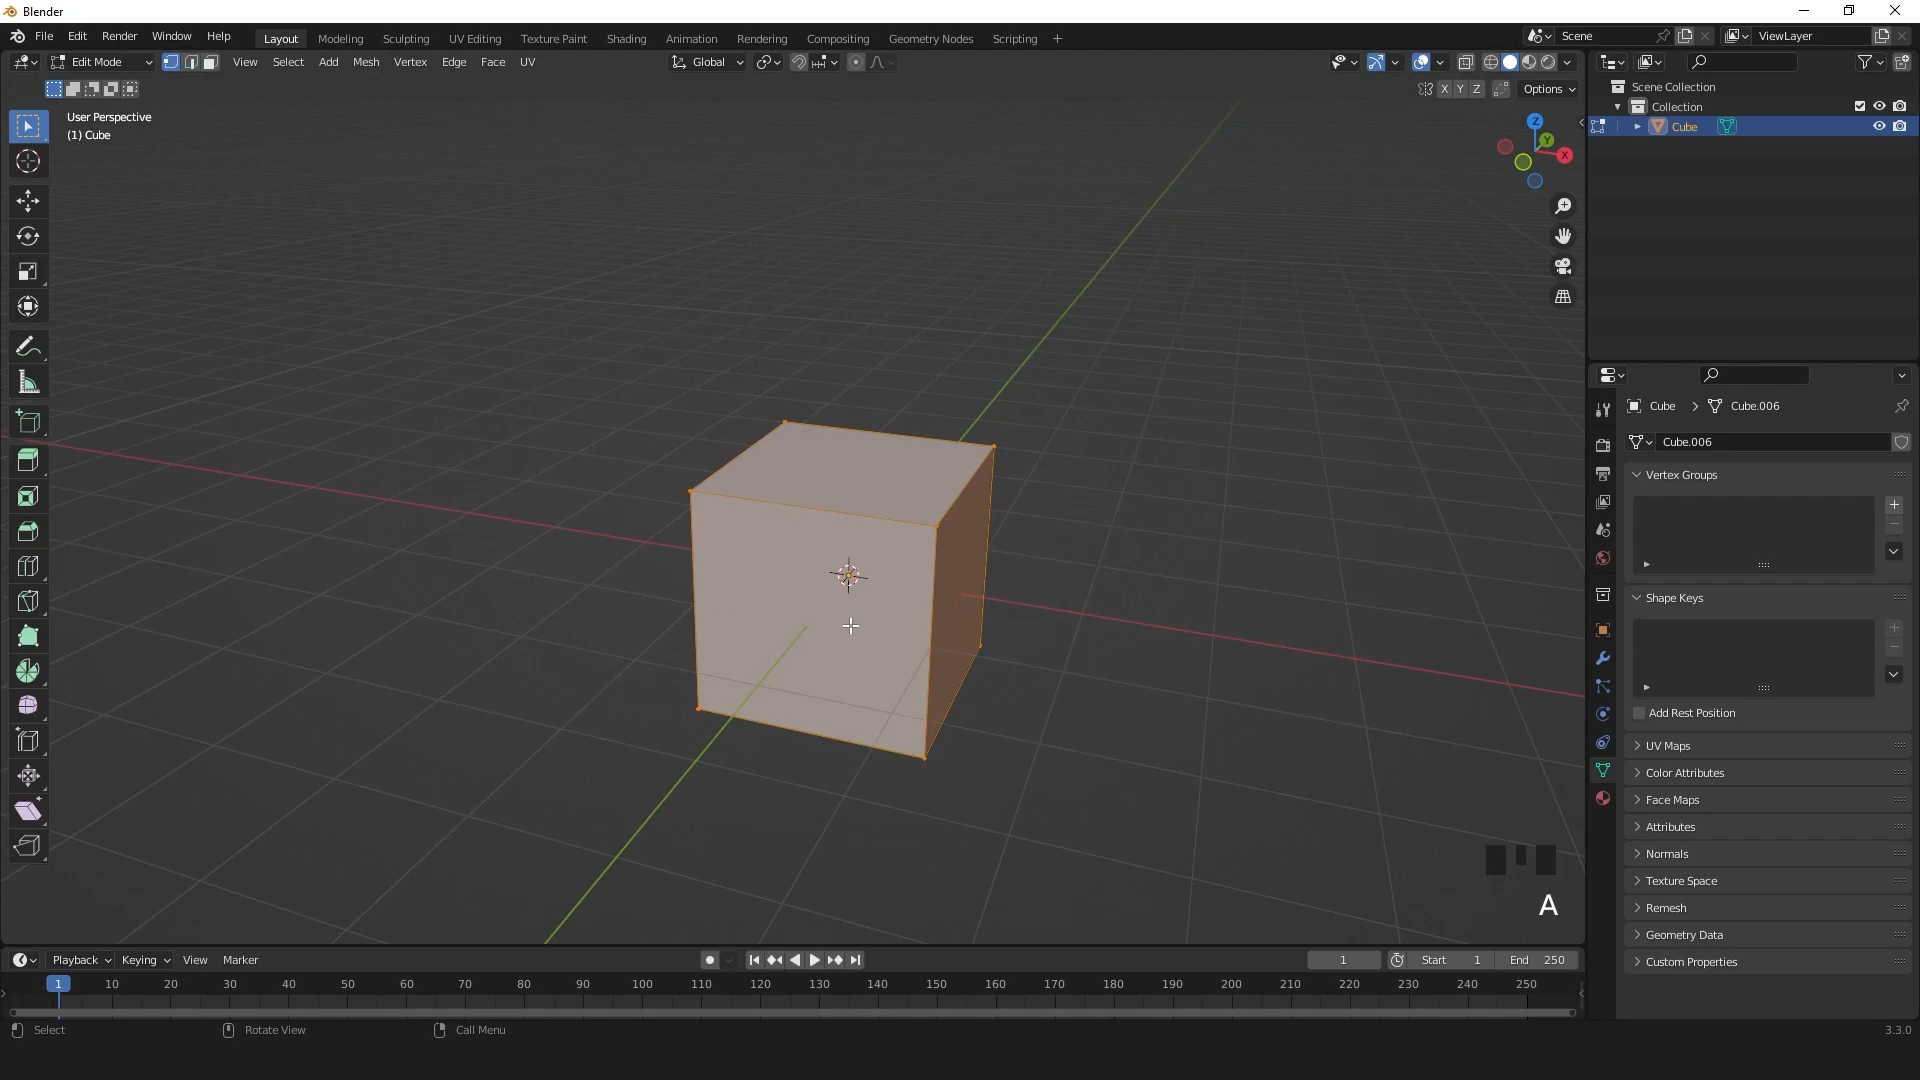 Blender
File Edit Render Window Help Layout Modeling Sculpting UV Editing Texture Paint Shading Animation Rendering Compositing Geometry Nodes Scripting + Scene ViewLayer
Edit Mode View Select Add Mesh Vertex Edge Face UV Global
X Y Z Options
User Perspective
(1) Cube
Z
Y
X
Scene Collection
Collection
Cube
Cube > Cube.006
Cube.006
Vertex Groups
Shape Keys
Add Rest Position
UV Maps
Color Attributes
Face Maps
Attributes
Normals
Texture Space
Remesh
Geometry Data
Custom Properties
A
Playback Keying View Marker 1 Start 1 End 250
1 10 20 30 40 50 60 70 80 90 100 110 120 130 140 150 160 170 180 190 200 210 220 230 240 250
Select Rotate View Call Menu 3.3.0